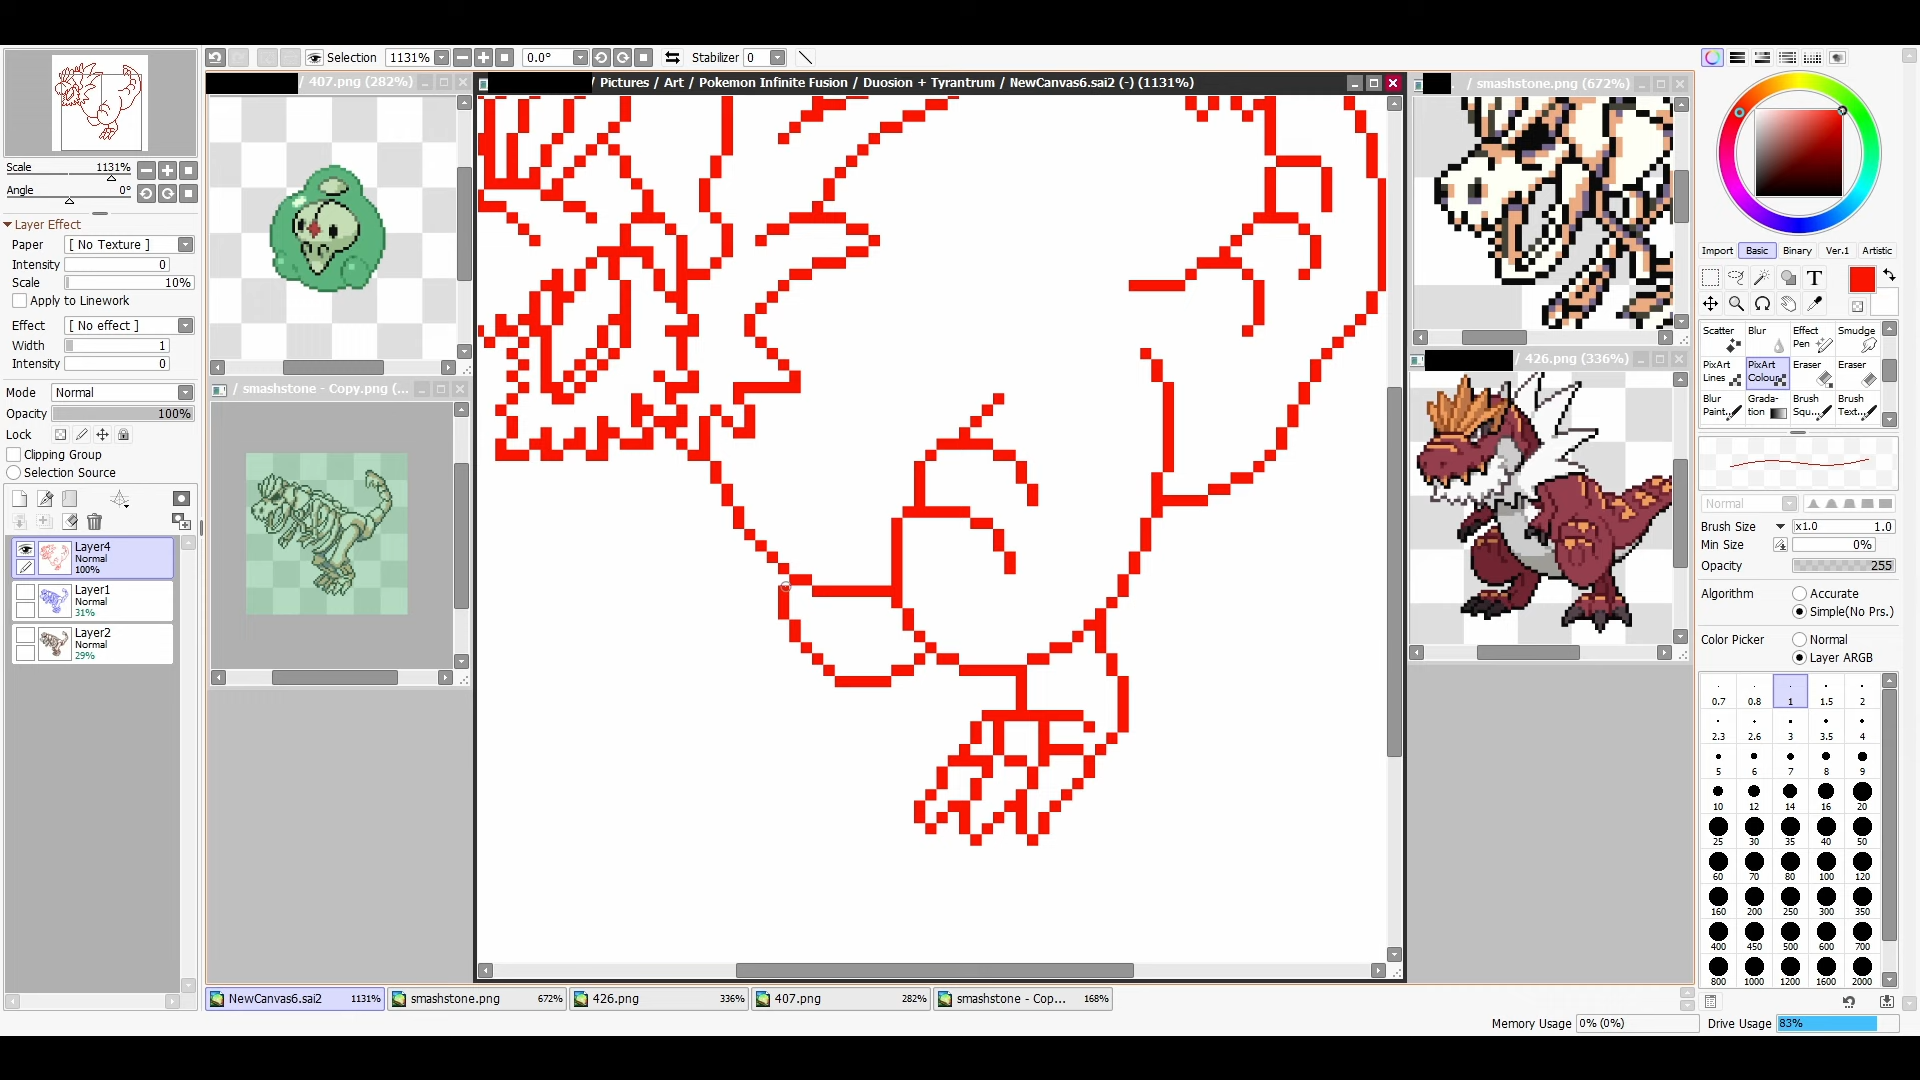 Selection 1131% 0.0° Stabilizer 0
/ 407.png (282%)
/ Pictures / Art / Pokemon Infinite Fusion / Duosion + Tyrantrum / NewCanvas6.sai2 (-) (1131%)
/ smashstone.png (672%)
Scale 1131%
Angle 0°
Layer Effect
Paper [ No Texture ]
Intensity 0
Scale 10%
Apply to Linework
Effect [ No effect ]
Width 1
Intensity 0
Mode Normal
Opacity 100%
Lock
Clipping Group
Selection Source
Layer4
Normal
100%
Layer1
Normal
31%
Layer2
Normal
29%
/ smashstone - Copy.png (...
/ 426.png (336%)
Import Basic Binary Ver.1 Artistic
T
Scatter Blur Effect Pen Smudge
PixArt Lines PixArt Colour Eraser Eraser
Blur Paint.. Grada-tion Brush Squ.. Brush Text..
Normal
Brush Size x1.0 1.0
Min Size 0%
Opacity 255
Algorithm Accurate
Simple(No Prs.)
Color Picker Normal
Layer ARGB
0.7 0.8 1 1.5 2
2.3 2.6 3 3.5 4
5 6 7 8 9
10 12 14 16 20
25 30 35 40 50
60 70 80 100 120
160 200 250 300 350
400 450 500 600 700
800 1000 1200 1600 2000
NewCanvas6.sai2 1131%
smashstone.png 672%
426.png 336%
407.png 282%
smashstone - Cop... 168%
Memory Usage 0% (0%) Drive Usage 83%